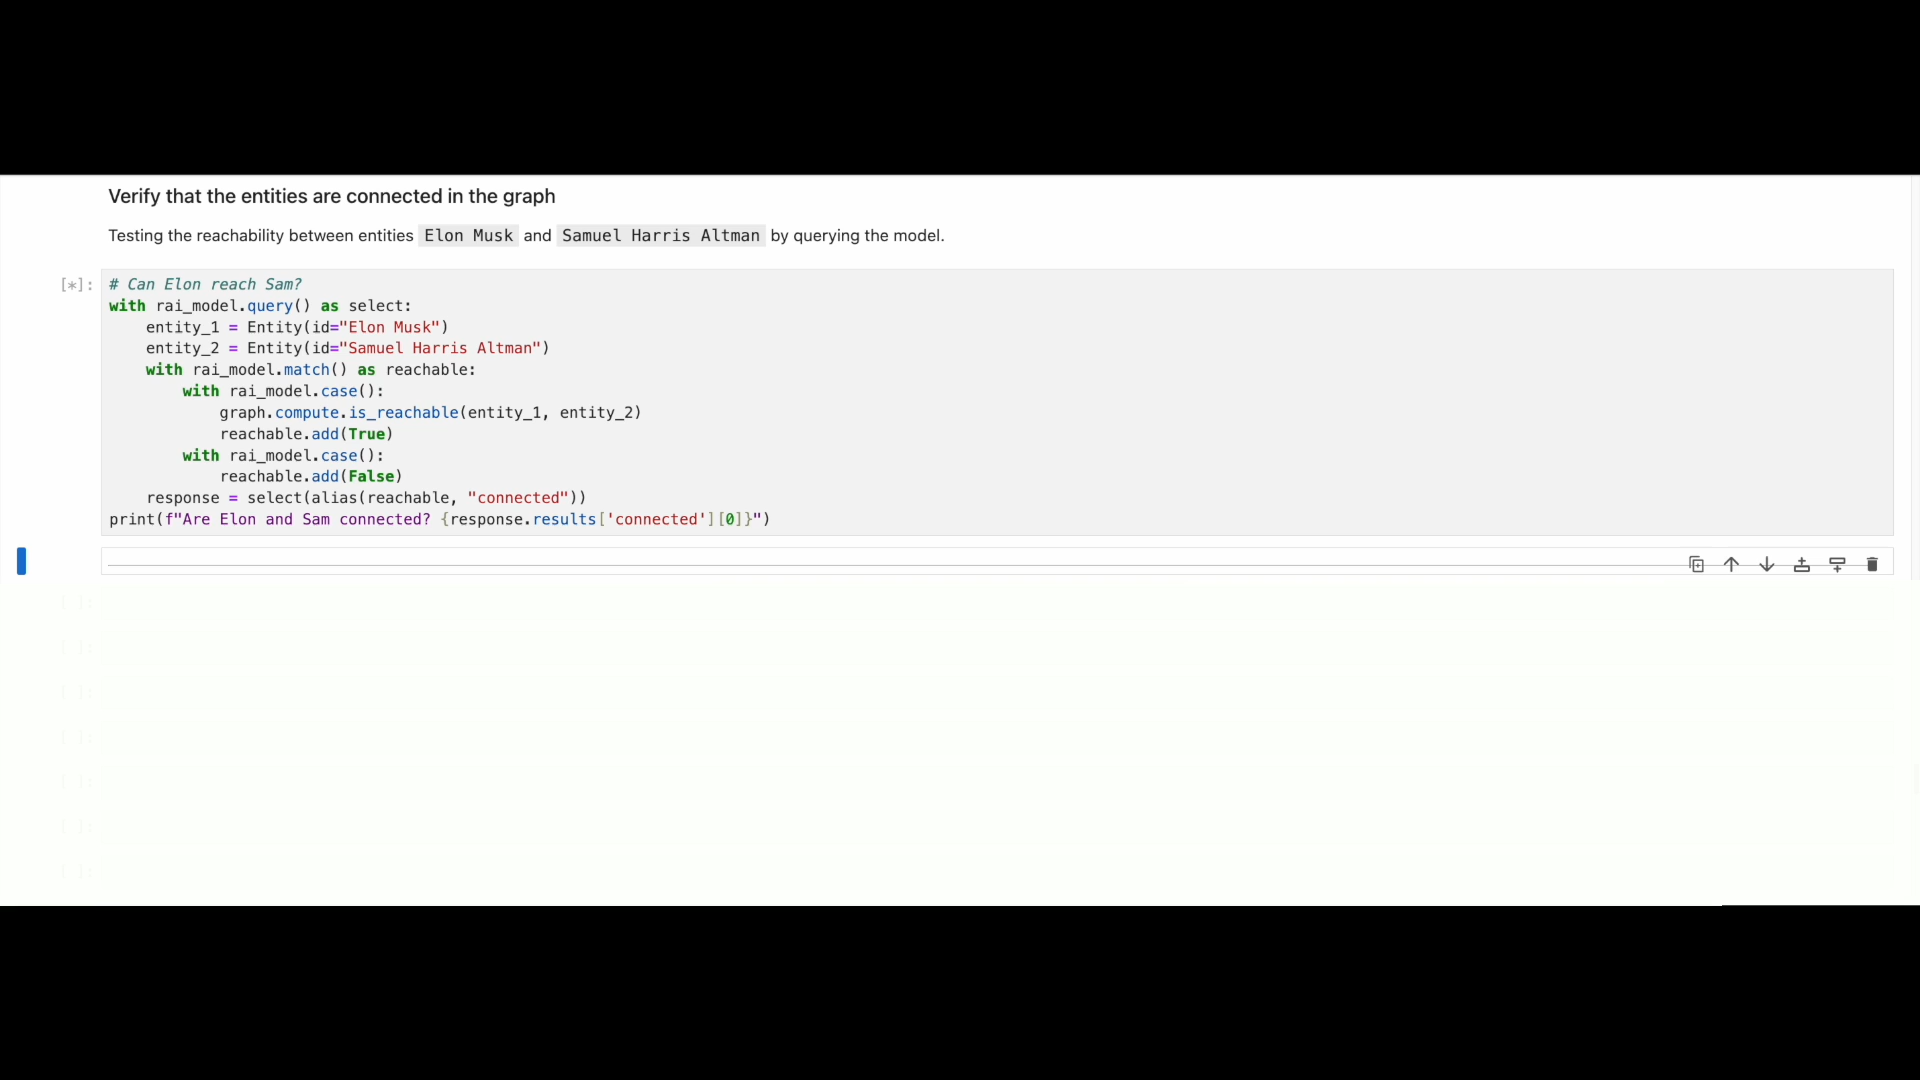 Verify that the entities are connected in the graph
Testing the reachability between entities Elon Musk and Samuel Harris Altman by querying the model.
[*]:
# Can Elon reach Sam?
with rai_model.query() as select:
    entity_1 = Entity(id="Elon Musk")
    entity_2 = Entity(id="Samuel Harris Altman")
    with rai_model.match() as reachable:
        with rai_model.case():
            graph.compute.is_reachable(entity_1, entity_2)
            reachable.add(True)
        with rai_model.case():
            reachable.add(False)
    response = select(alias(reachable, "connected"))
print(f"Are Elon and Sam connected? {response.results['connected'][0]}")
[ ]:
[ ]:
[ ]:
[ ]:
[ ]:
[ ]:
[ ]: